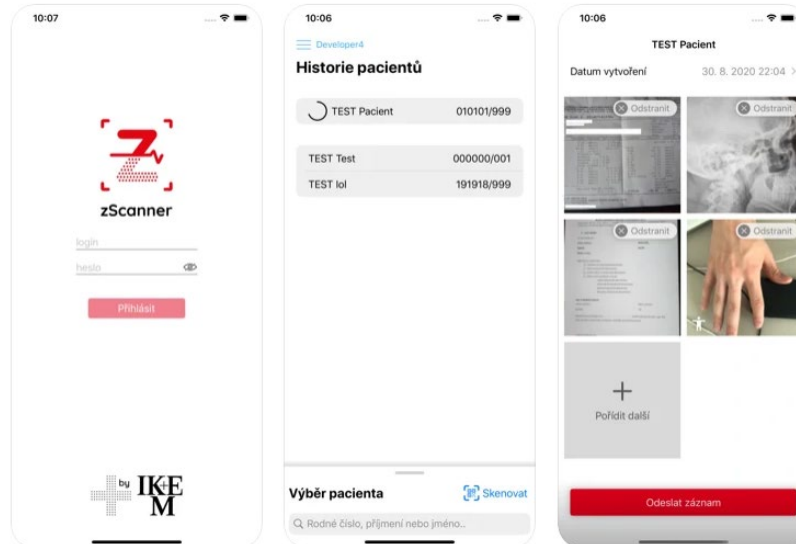 10:07
zScanner
login
heslo
Přihlásit
by
IKEM
10:06
Developer4
Historie pacientů
TEST Pacient 010101/999
TEST Test 000000/001
TEST lol 191918/999
Výběr pacienta
Skenovat
Rodné číslo, příjmení nebo jméno..
10:06
TEST Pacient
Datum vytvoření 30. 8. 2020 22:04
Odstranit
Odstranit
Odstranit
Odstranit
Pořídit další
Odeslat záznam